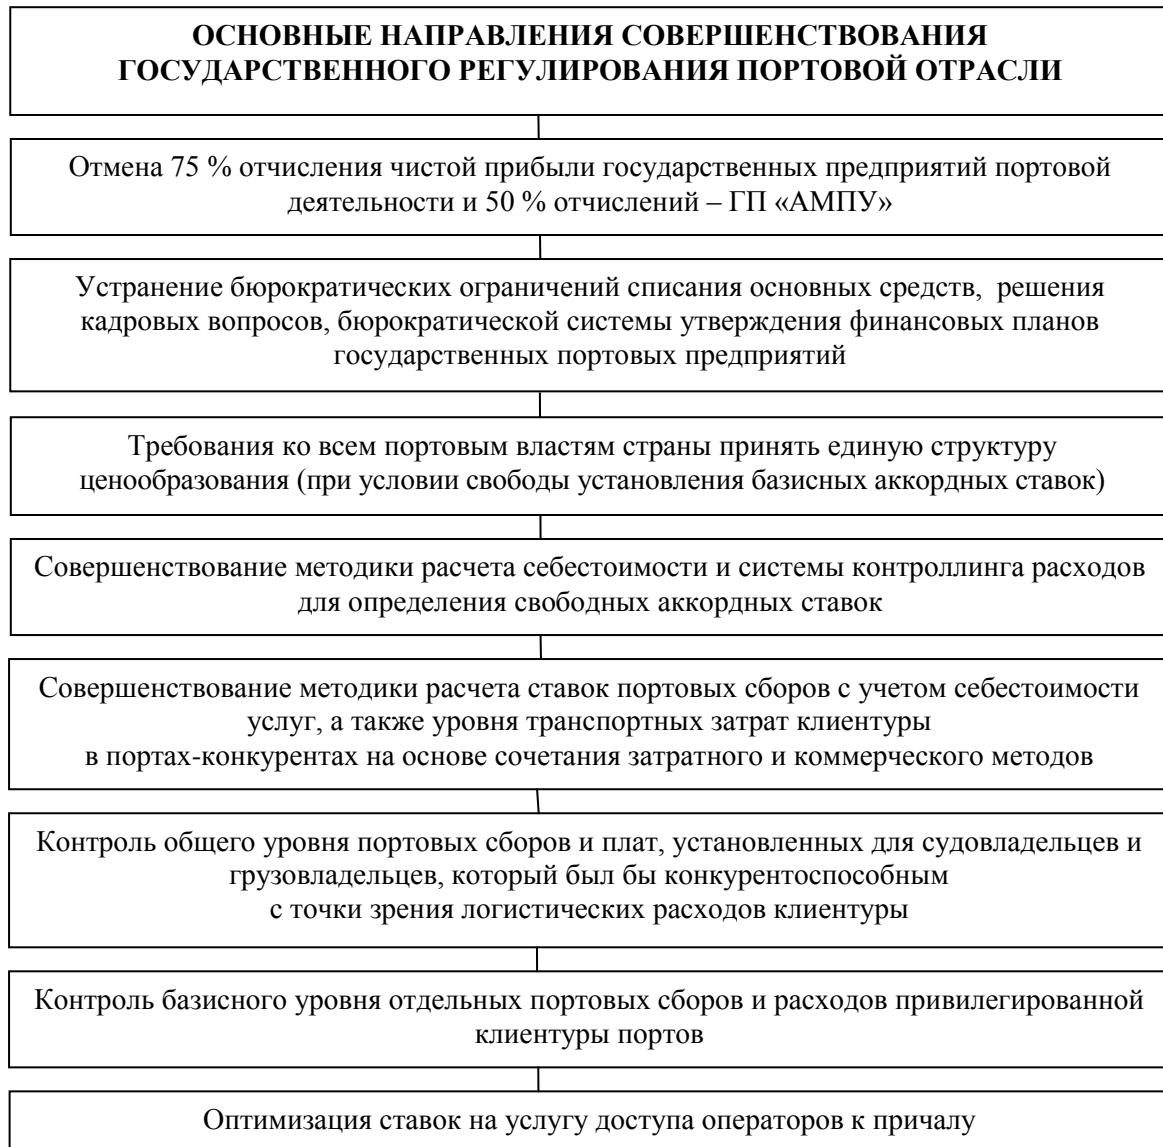 ОСНОВНЫЕ НАПРАВЛЕНИЯ СОВЕРШЕНСТВОВАНИЯ
ГОСУДАРСТВЕННОГО РЕГУЛИРОВАНИЯ ПОРТОВОЙ ОТРАСЛИ
Отмена 75 % отчисления чистой прибыли государственных предприятий портовой
деятельности и 50 % отчислений – ГП «АМПУ»
Устранение бюрократических ограничений списания основных средств, решения
кадровых вопросов, бюрократической системы утверждения финансовых планов
государственных портовых предприятий
Требования ко всем портовым властям страны принять единую структуру
ценообразования (при условии свободы установления базисных аккордных ставок)
Совершенствование методики расчета себестоимости и системы контроллинга расходов
для определения свободных аккордных ставок
Совершенствование методики расчета ставок портовых сборов с учетом себестоимости
услуг, а также уровня транспортных затрат клиентуры
в портах-конкурентах на основе сочетания затратного и коммерческого методов
Контроль общего уровня портовых сборов и плат, установленных для судовладельцев и
грузовладельцев, который был бы конкурентоспособным
с точки зрения логистических расходов клиентуры
Контроль базисного уровня отдельных портовых сборов и расходов привилегированной
клиентуры портов
Оптимизация ставок на услугу доступа операторов к причалу